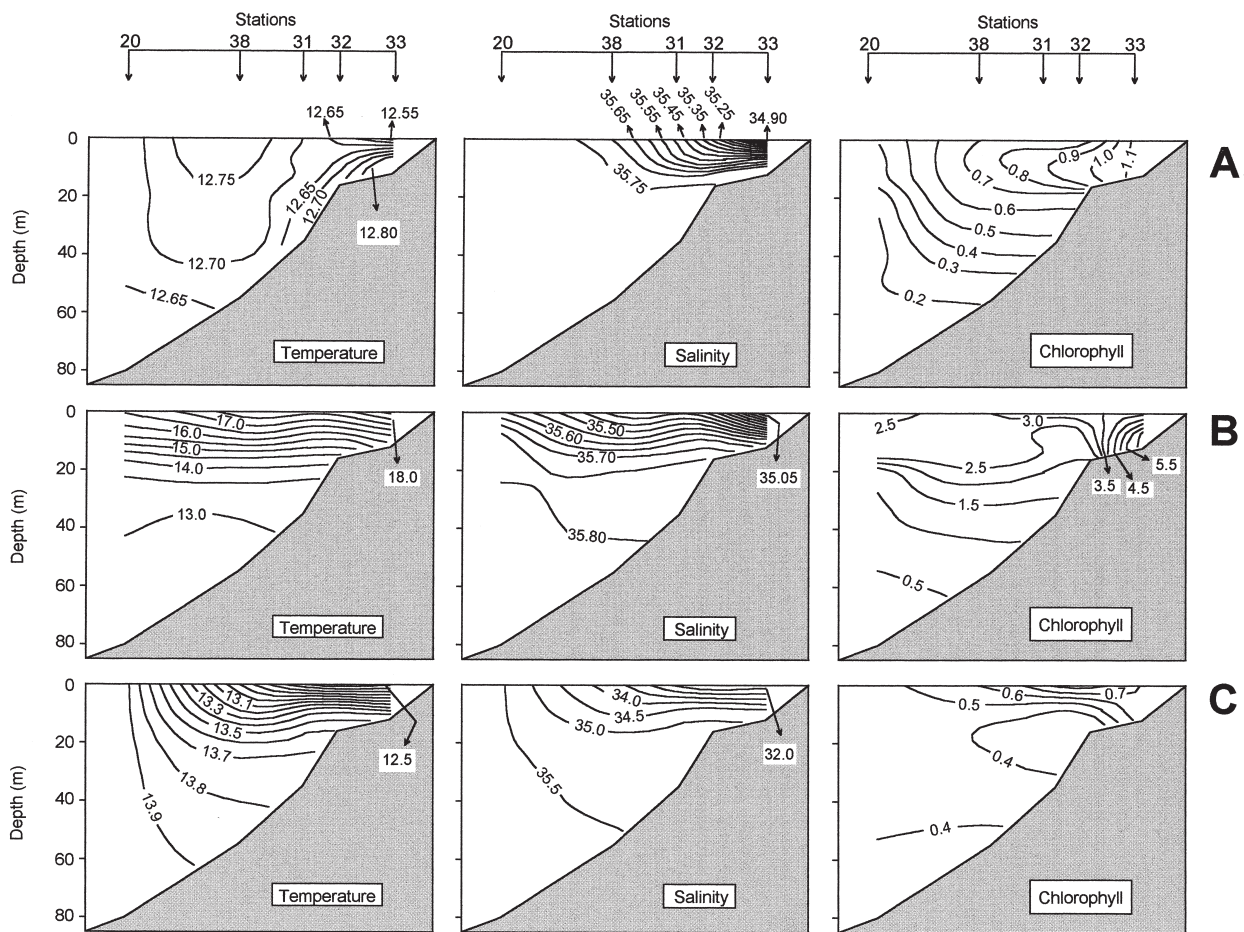 Stations
20 38 31 32 33
Stations
20 38 31 32 33
Stations
20 38 31 32 33
A
Depth (m)
0
20
40
60
80
12.65 12.55
12.75
12.65
12.70
12.80
12.70
12.65
Temperature
35.65 35.55 35.45 35.35 35.25
34.90
35.75
Salinity
0.9 1.0 1.1
0.8
0.7
0.6
0.5
0.4
0.3
0.2
Chlorophyll
B
Depth (m)
0
20
40
60
80
17.0
16.0
15.0
14.0
18.0
13.0
Temperature
35.50
35.60
35.70
35.05
35.80
Salinity
2.5 3.0
2.5
5.5
3.5 4.5
1.5
0.5
Chlorophyll
C
Depth (m)
0
20
40
60
80
13.1
13.3
13.5
13.7
12.5
13.8
13.9
Temperature
34.0
34.5
35.0
32.0
35.5
Salinity
0.6 0.7
0.5
0.4
0.4
Chlorophyll